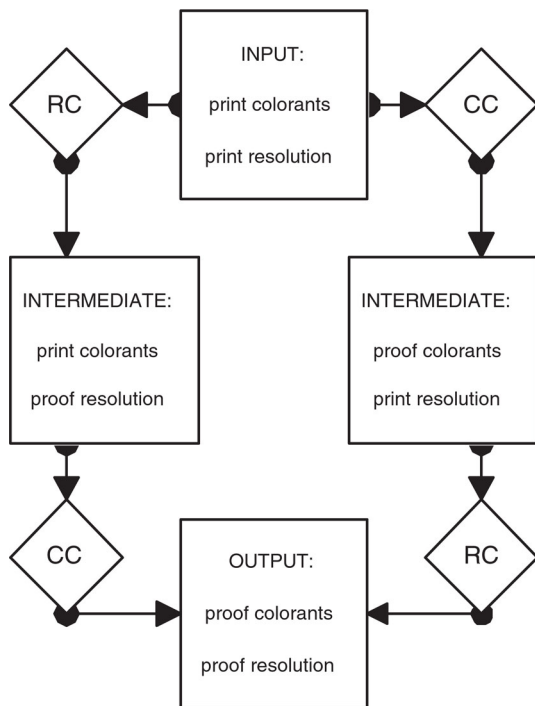 INPUT:
print colorants
print resolution
RC
CC
INTERMEDIATE:
print colorants
proof resolution
INTERMEDIATE:
proof colorants
print resolution
CC
RC
OUTPUT:
proof colorants
proof resolution